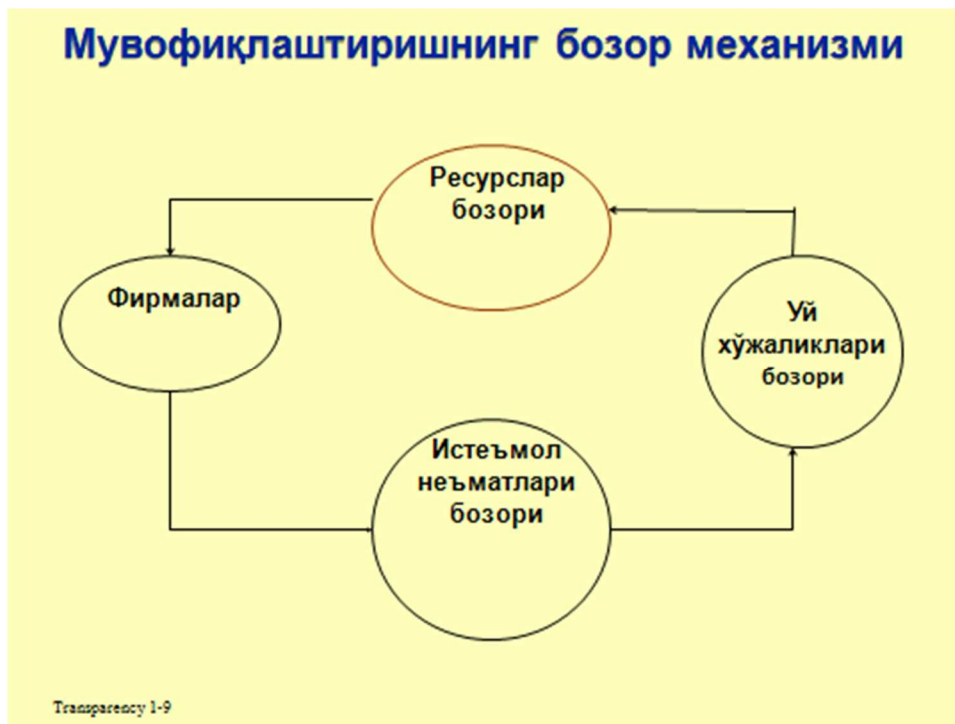 Мувофиқлаштиришнинг бозор механизми
Ресурслар
бозори
Фирмалар
Уй
хўжаликлари
бозори
Истеъмол
неъматлари
бозори
Transparency 1-9